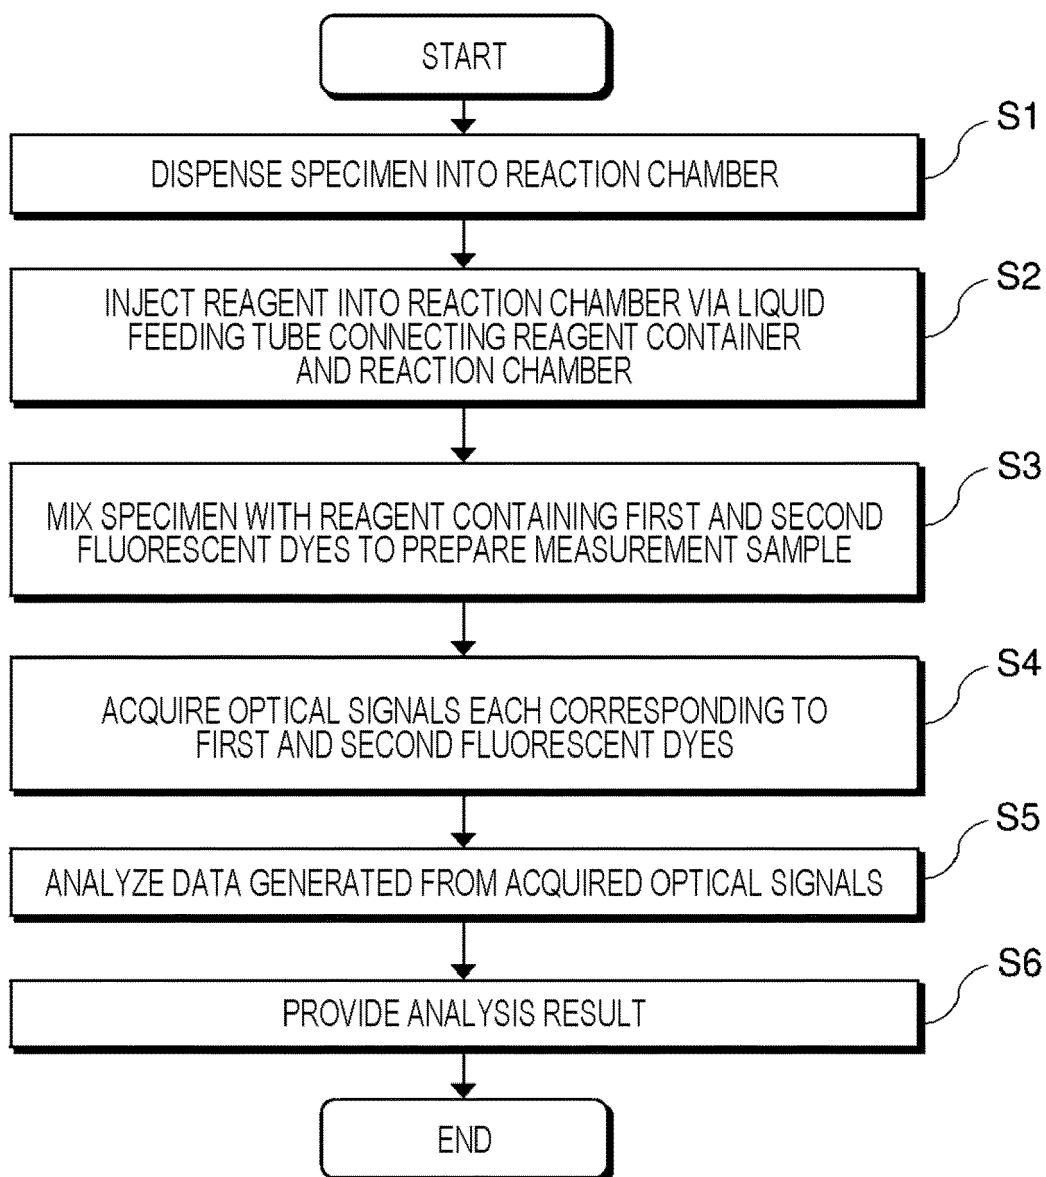 START
S1
DISPENSE SPECIMEN INTO REACTION CHAMBER
S2
INJECT REAGENT INTO REACTION CHAMBER VIA LIQUID
FEEDING TUBE CONNECTING REAGENT CONTAINER
AND REACTION CHAMBER
S3
MIX SPECIMEN WITH REAGENT CONTAINING FIRST AND SECOND
FLUORESCENT DYES TO PREPARE MEASUREMENT SAMPLE
S4
ACQUIRE OPTICAL SIGNALS EACH CORRESPONDING TO
FIRST AND SECOND FLUORESCENT DYES
S5
ANALYZE DATA GENERATED FROM ACQUIRED OPTICAL SIGNALS
S6
PROVIDE ANALYSIS RESULT
END